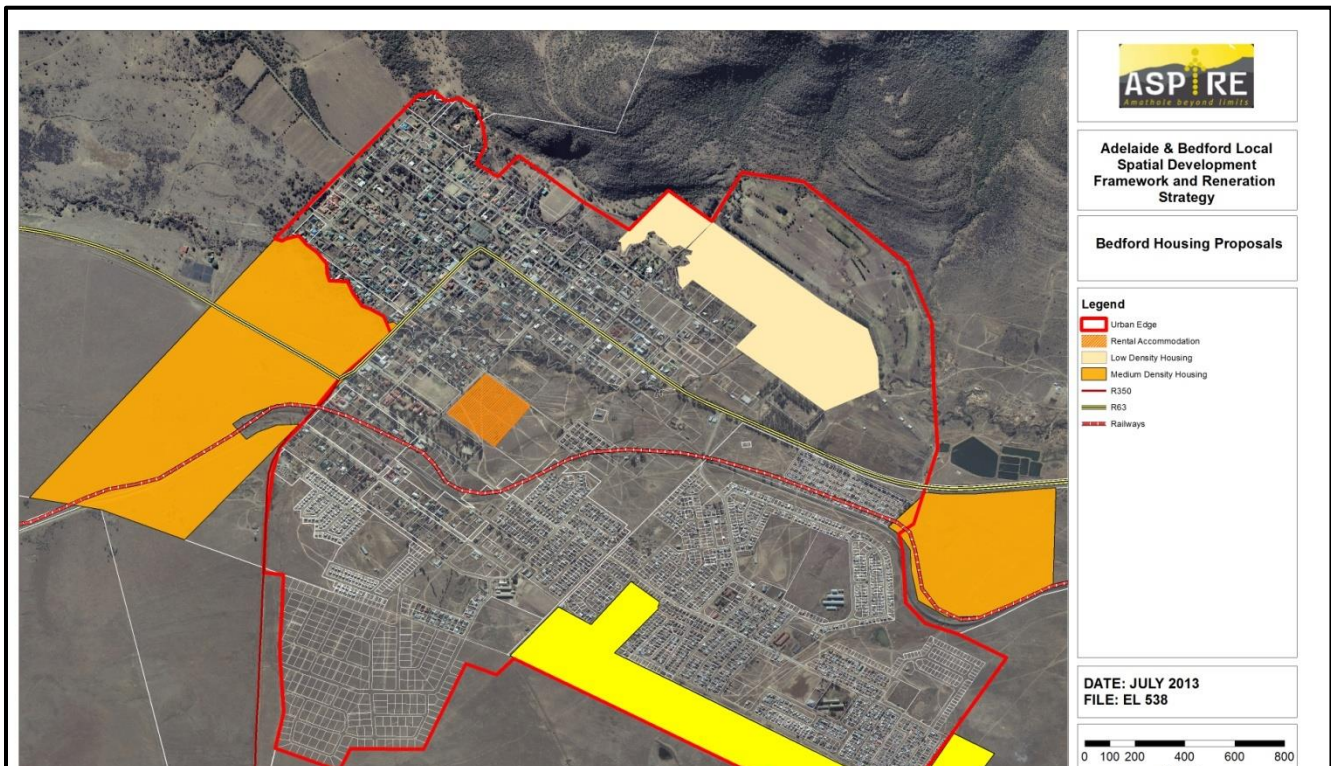 ASPIRE
Amathole beyond limits
Adelaide & Bedford Local
Spatial Development
Framework and Reneration
Strategy
Bedford Housing Proposals
Legend
Urban Edge
Rental Accommodation
Low Density Housing
Medium Density Housing
R350
R63
Railways
DATE: JULY 2013
FILE: EL 538
0 100 200 400 600 800